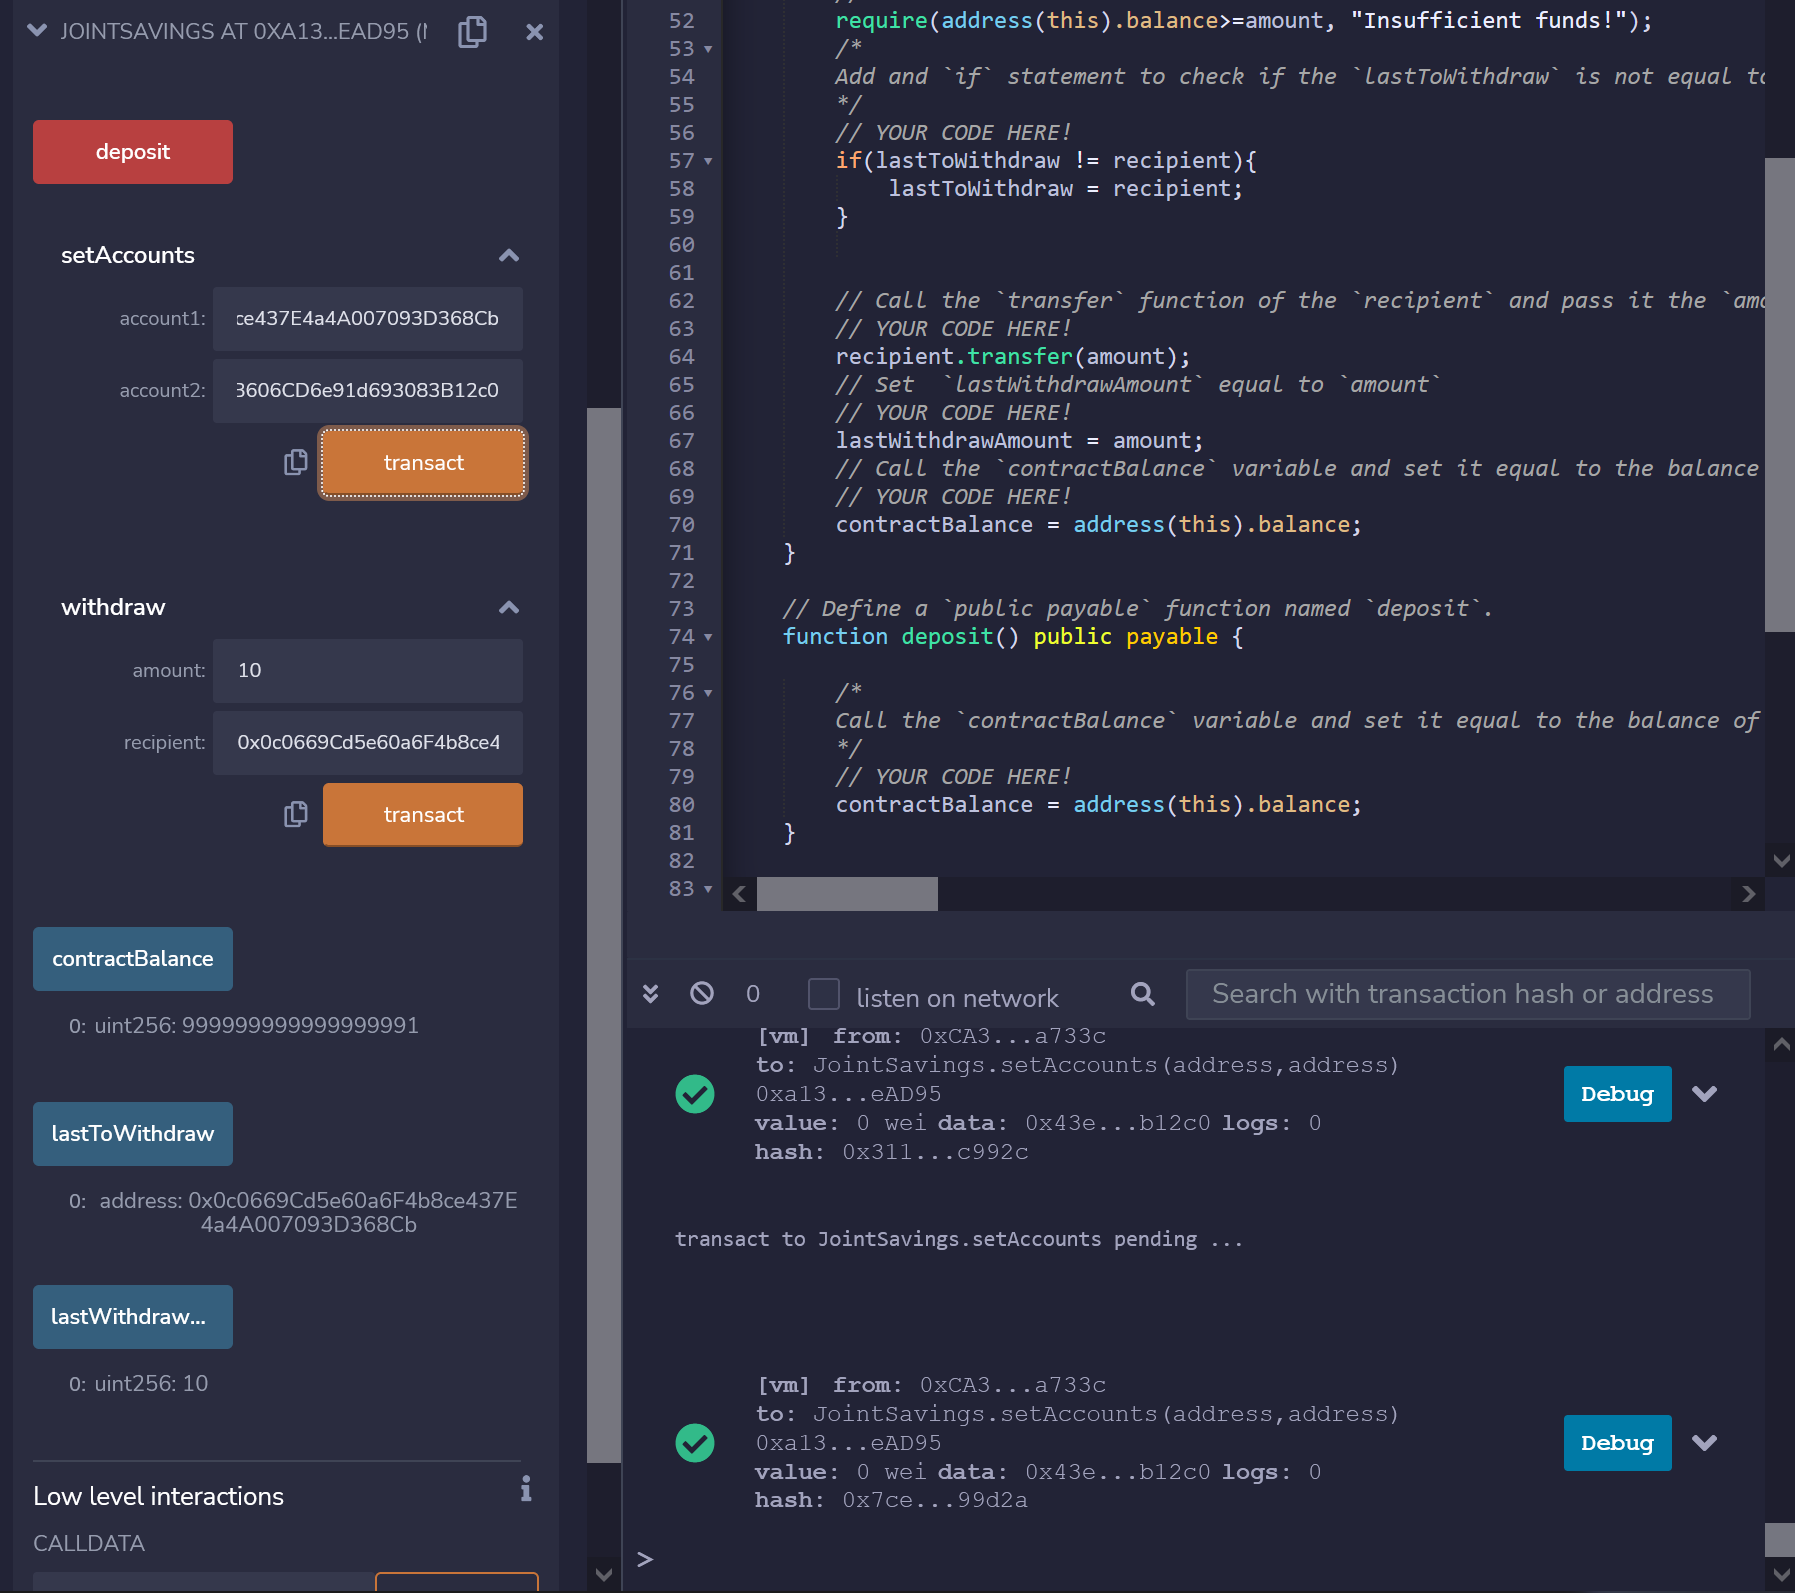 JOINTSAVINGS AT 0XA13...EAD95 (
deposit
setAccounts
account1: ce437E4a4A007093D368Cb
account2: 3606CD6e91d693083B12c0
transact
withdraw
amount: 10
recipient: 0x0c0669Cd5e60a6F4b8ce4
transact
contractBalance
0: uint256: 999999999999999991
lastToWithdraw
0: address: 0x0c0669Cd5e60a6F4b8ce437E
4a4A007093D368Cb
lastWithdraw...
0: uint256: 10
Low level interactions
CALLDATA
52 require(address(this).balance>=amount, "Insufficient funds!");
53 /*
54 Add and `if` statement to check if the `lastToWithdraw` is not equal to
55 */
56 // YOUR CODE HERE!
57 if(lastToWithdraw != recipient){
58 lastToWithdraw = recipient;
59 }
60
61
62 // Call the `transfer` function of the `recipient` and pass it the `amo
63 // YOUR CODE HERE!
64 recipient.transfer(amount);
65 // Set  `lastWithdrawAmount` equal to `amount`
66 // YOUR CODE HERE!
67 lastWithdrawAmount = amount;
68 // Call the `contractBalance` variable and set it equal to the balance
69 // YOUR CODE HERE!
70 contractBalance = address(this).balance;
71 }
72
73 // Define a `public payable` function named `deposit`.
74 function deposit() public payable {
75
76 /*
77 Call the `contractBalance` variable and set it equal to the balance of
78 */
79 // YOUR CODE HERE!
80 contractBalance = address(this).balance;
81 }
82
83
0 listen on network Search with transaction hash or address
[vm] from: 0xCA3...a733c
to: JointSavings.setAccounts(address,address)
0xa13...eAD95
value: 0 wei data: 0x43e...b12c0 logs: 0
hash: 0x311...c992c
Debug
transact to JointSavings.setAccounts pending ...
[vm] from: 0xCA3...a733c
to: JointSavings.setAccounts(address,address)
0xa13...eAD95
value: 0 wei data: 0x43e...b12c0 logs: 0
hash: 0x7ce...99d2a
Debug
>